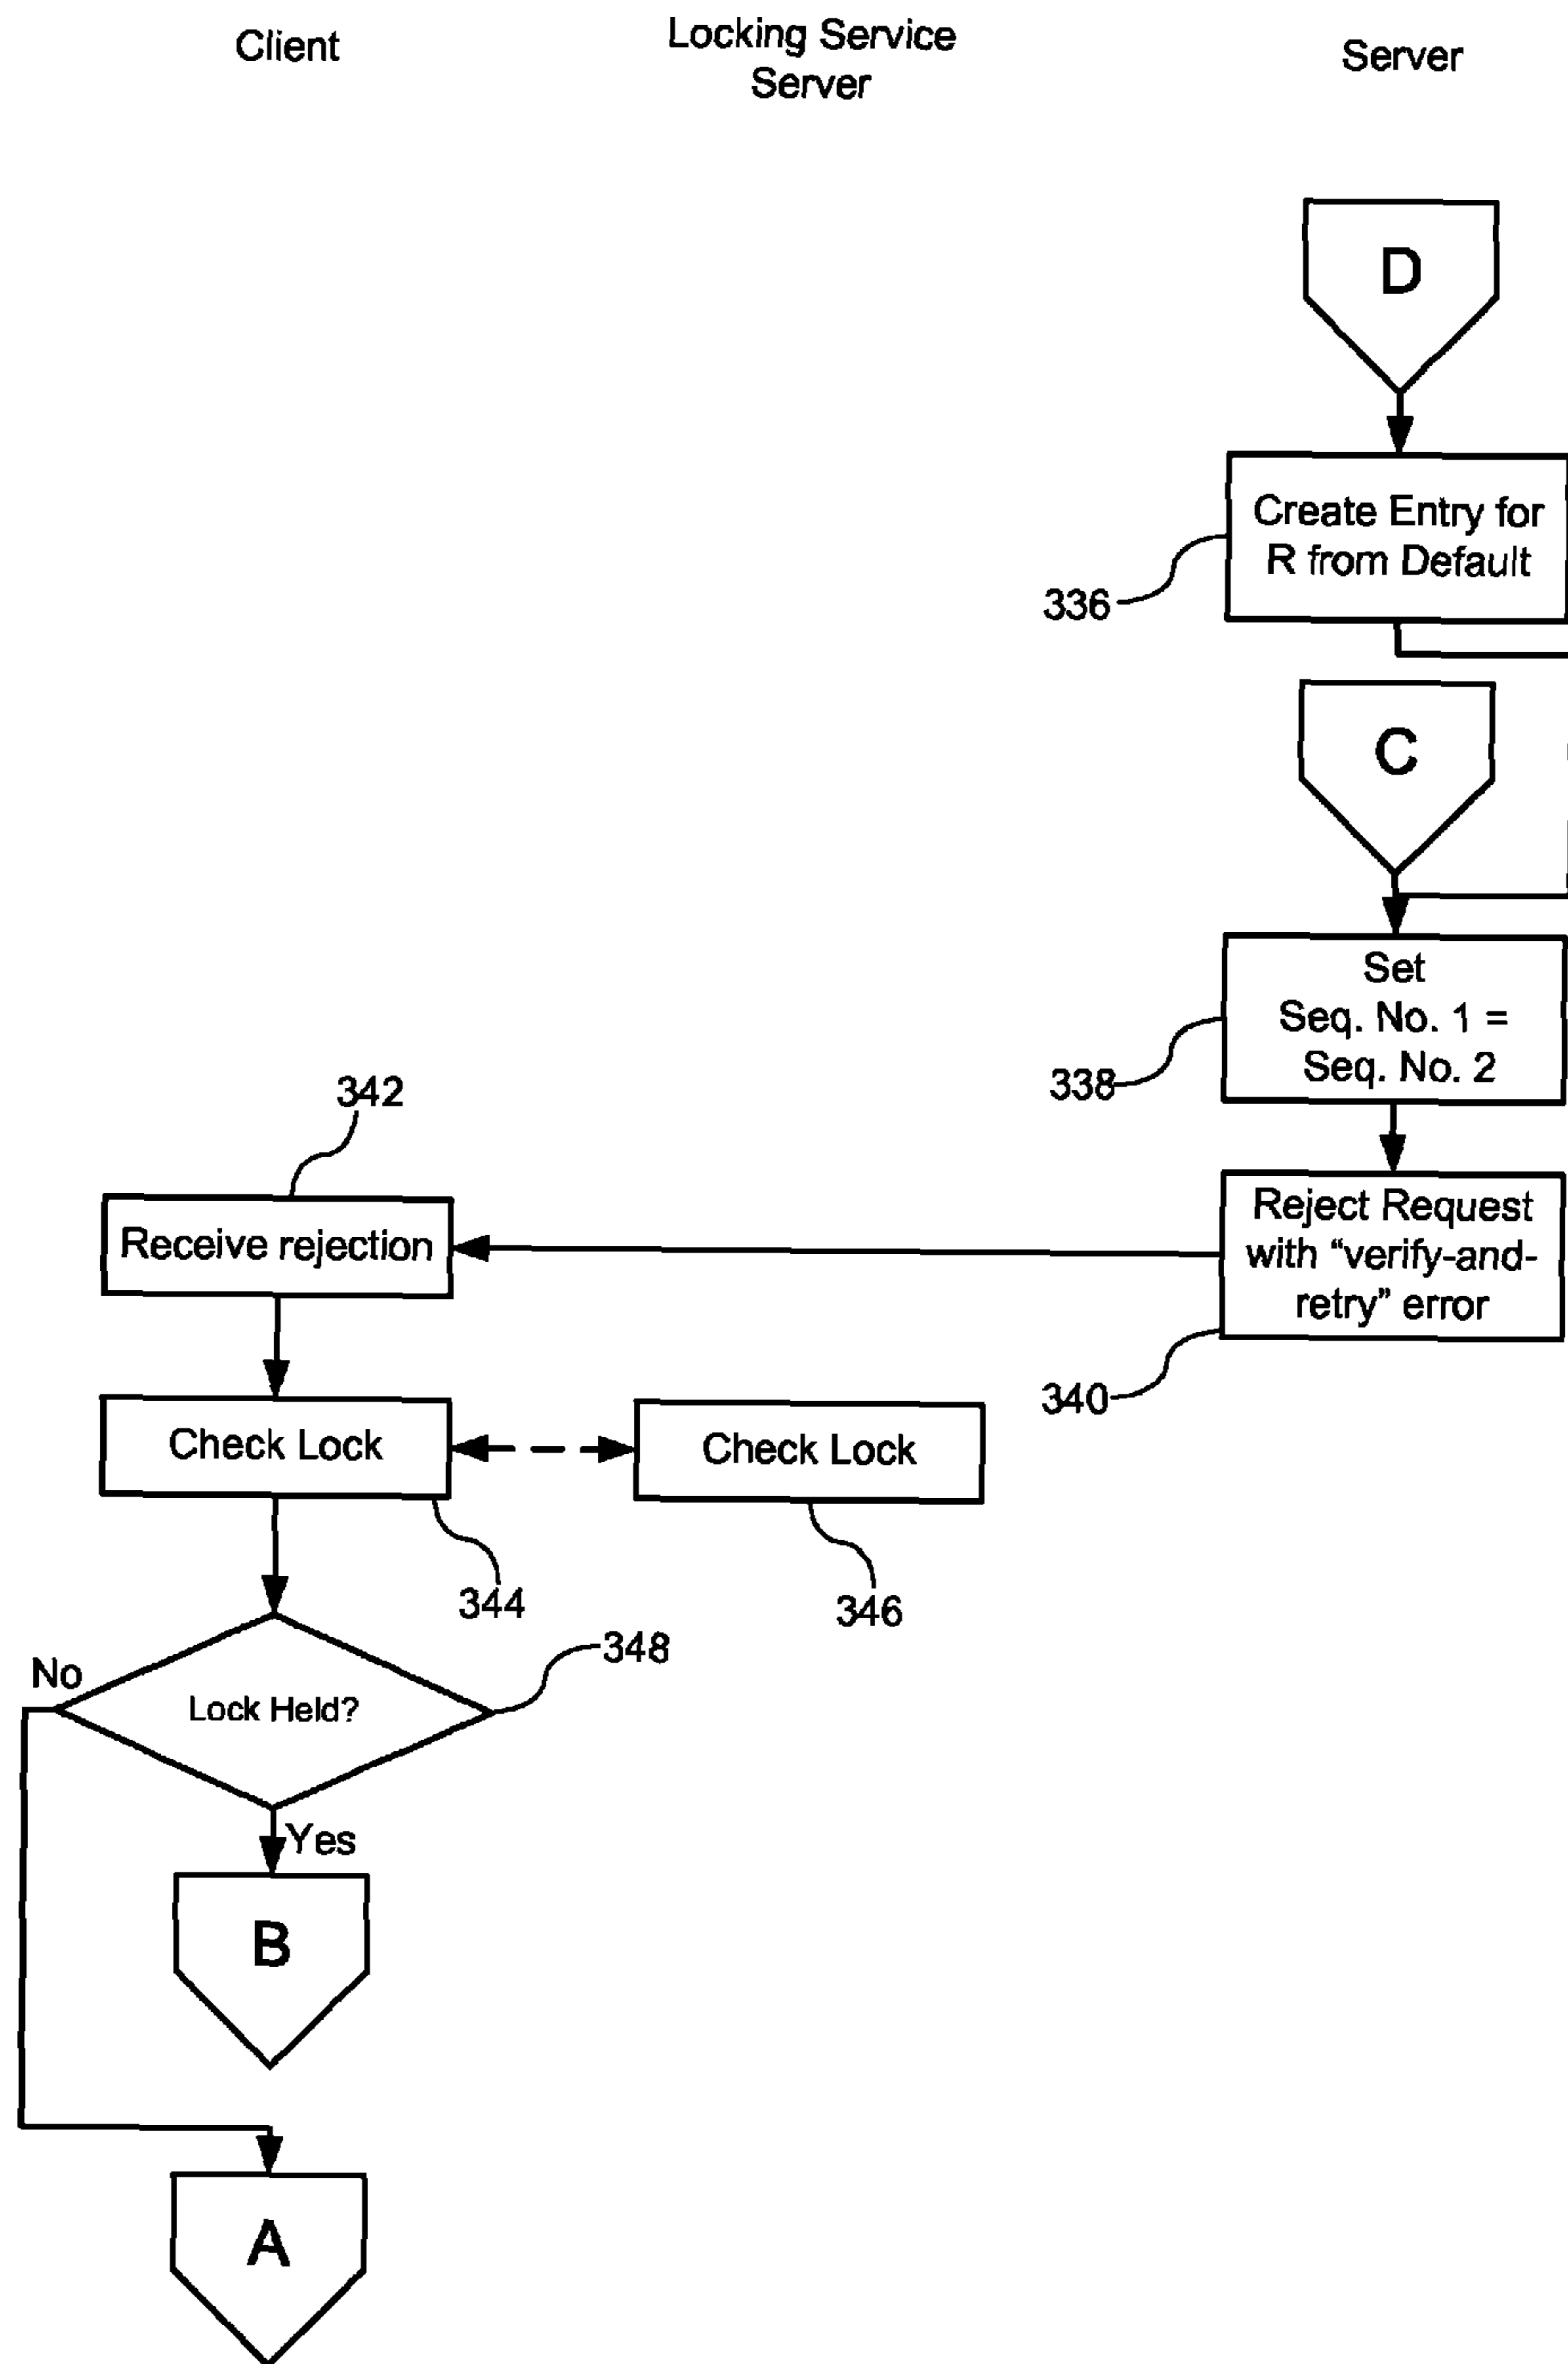 Client
Locking Service
Server
Server
D
Create Entry for
R from Default
336
C
Set
Seq. No. 1 =
Seq. No. 2
338
342
Receive rejection
Reject Request
with “verify-and-
retry” error
340
Check Lock
Check Lock
344
346
348
No
Lock Held?
Yes
B
A